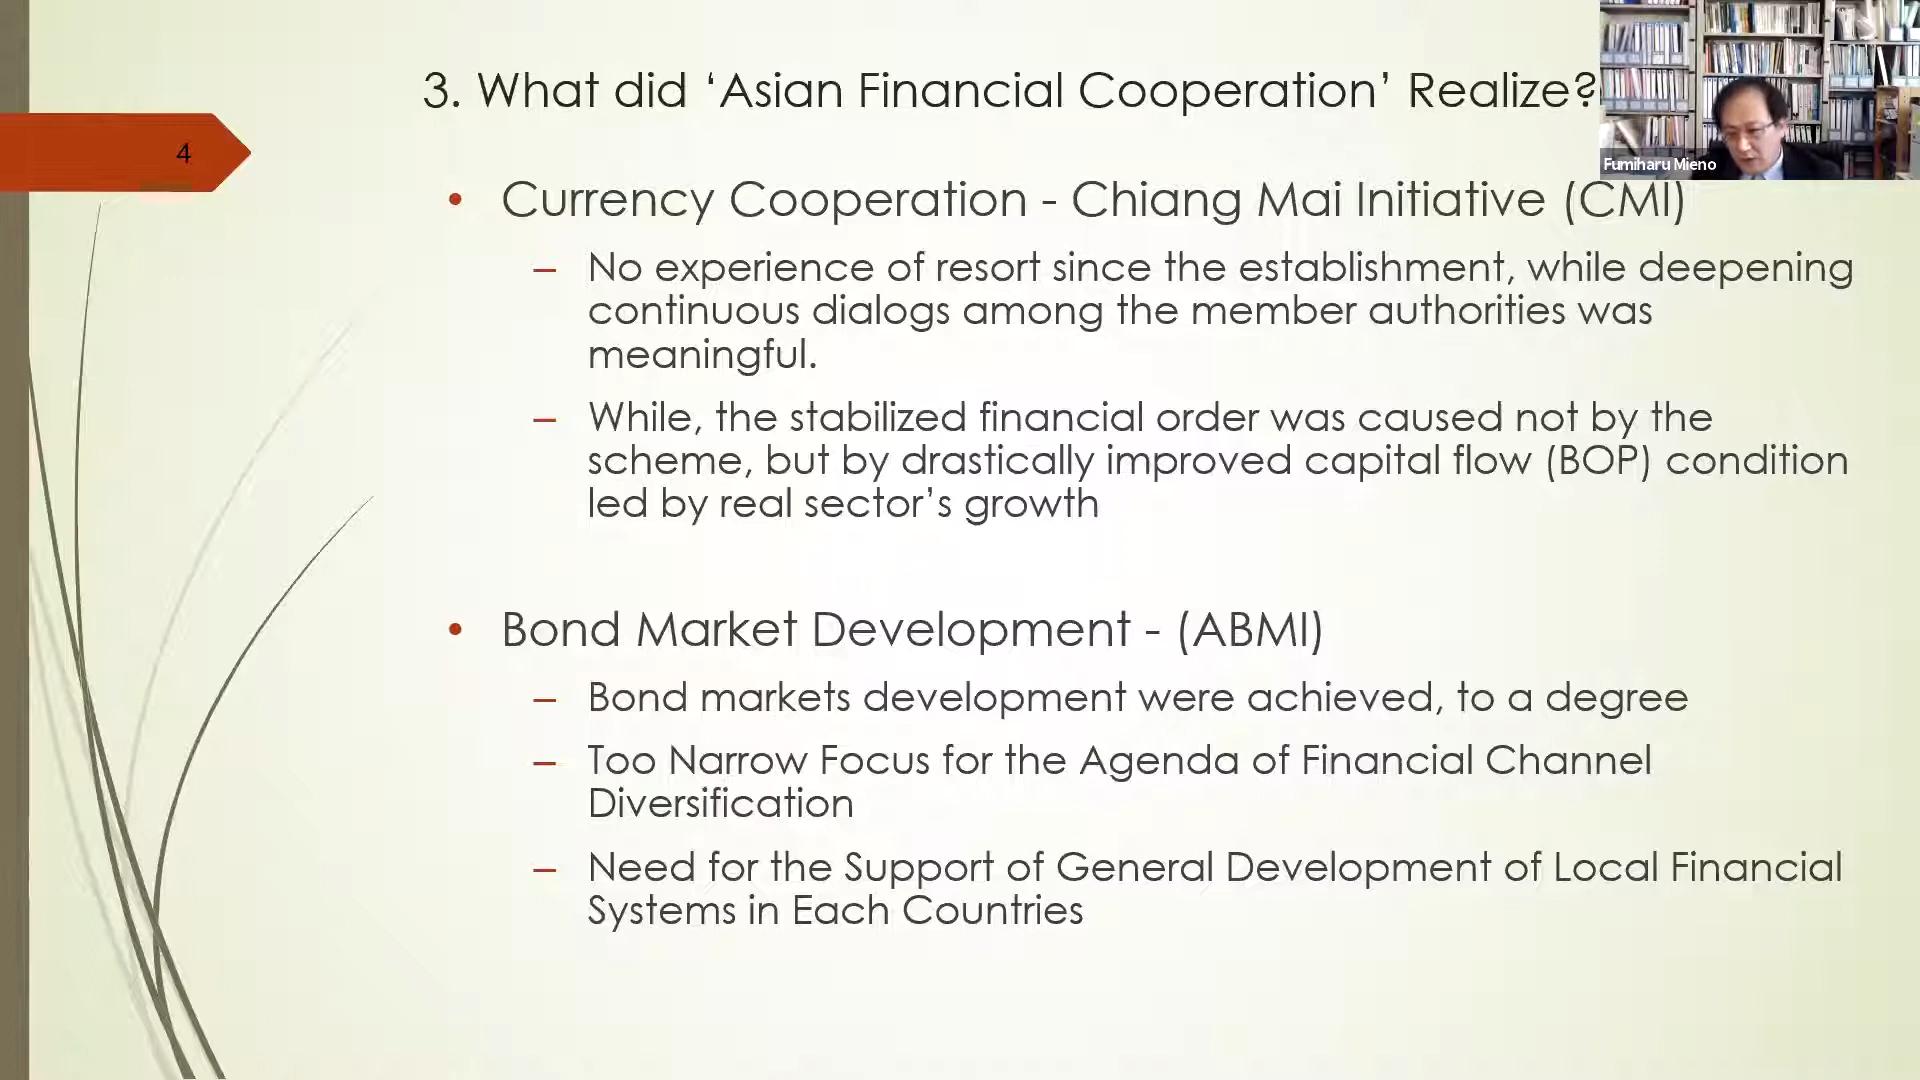 3. What did ‘Asian Financial Cooperation’ Realize?
Fumiharu Mieno
4
• Currency Cooperation - Chiang Mai Initiative (CMI)
– No experience of resort since the establishment, while deepening
continuous dialogs among the member authorities was
meaningful.
– While, the stabilized financial order was caused not by the
scheme, but by drastically improved capital flow (BOP) condition
led by real sector’s growth
• Bond Market Development - (ABMI)
– Bond markets development were achieved, to a degree
– Too Narrow Focus for the Agenda of Financial Channel
Diversification
– Need for the Support of General Development of Local Financial
Systems in Each Countries